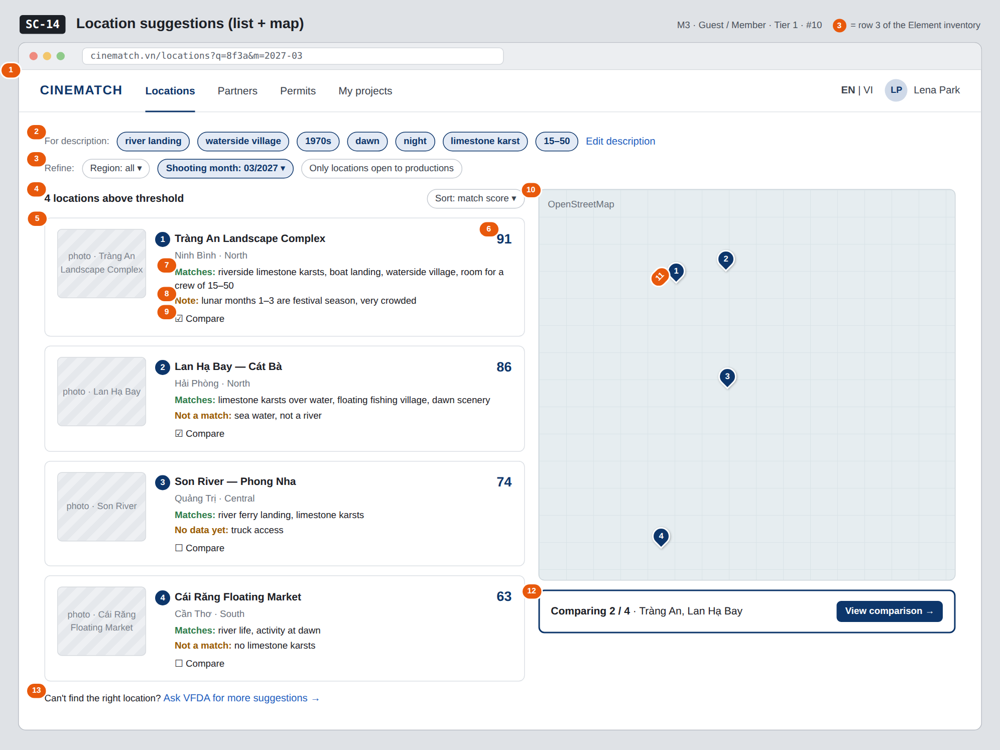 SC-14 Location suggestions (list + map)
M3 · Guest / Member · Tier 1 · #10 3 = row 3 of the Element inventory
cinematch.vn/locations?q=8f3a&m=2027-03
1
CINEMATCH Locations Partners Permits My projects EN | VI LP Lena Park
2
For description: river landing waterside village 1970s dawn night limestone karst 15–50 Edit description
3
Refine: Region: all ▾ Shooting month: 03/2027 ▾ Only locations open to productions
4
4 locations above threshold Sort: match score ▾
5
photo · Tràng An
Landscape Complex
1 Tràng An Landscape Complex 6 91
Ninh Bình · North
7
Matches: riverside limestone karsts, boat landing, waterside village, room for a
crew of 15–50
8
Note: lunar months 1–3 are festival season, very crowded
9
☑ Compare
photo · Lan Hạ Bay
2 Lan Hạ Bay — Cát Bà 86
Hải Phòng · North
Matches: limestone karsts over water, floating fishing village, dawn scenery
Not a match: sea water, not a river
☑ Compare
photo · Son River
3 Son River — Phong Nha 74
Quảng Trị · Central
Matches: river ferry landing, limestone karsts
No data yet: truck access
☐ Compare
photo · Cái Răng
Floating Market
4 Cái Răng Floating Market 63
Cần Thơ · South
Matches: river life, activity at dawn
Not a match: no limestone karsts
☐ Compare
10
OpenStreetMap
2
11 1
3
4
12
Comparing 2 / 4 · Tràng An, Lan Hạ Bay View comparison →
13
Can't find the right location? Ask VFDA for more suggestions →